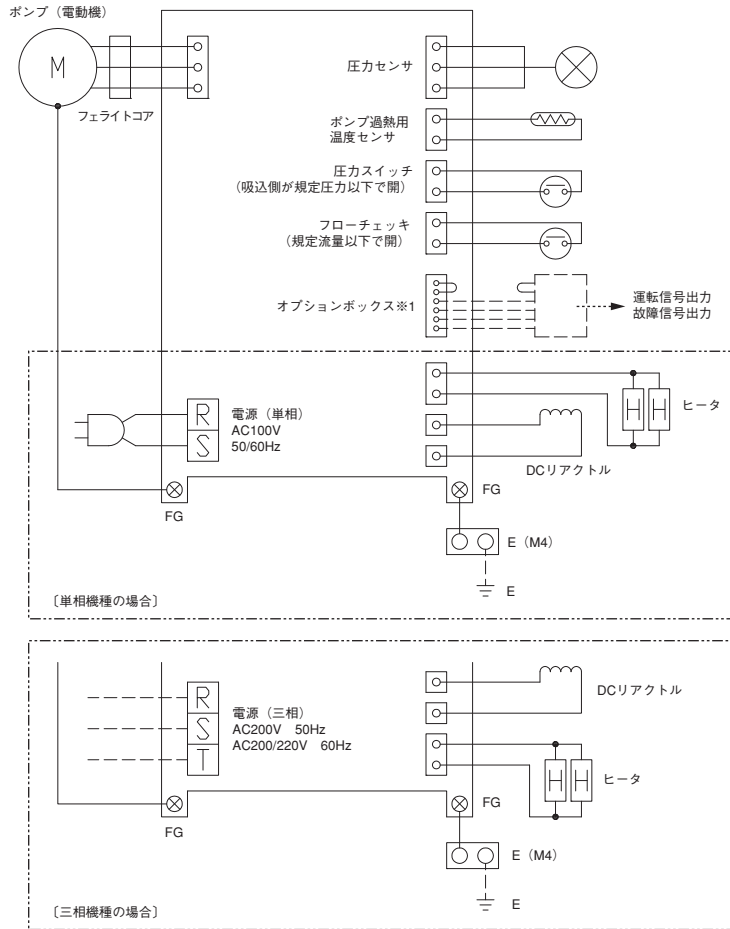 ポンプ（電動機）
M
フェライトコア
圧力センサ
ポンプ過熱用
温度センサ
圧力スイッチ
（吸込側が規定圧力以下で開）
フローチェッキ
（規定流量以下で開）
オプションボックス※1
運転信号出力
故障信号出力
R
S
電源（単相）
AC100V
50/60Hz
H H
ヒータ
DCリアクトル
FG
FG
E（M4）
E
〔単相機種の場合〕
R
S
T
電源（三相）
AC200V 50Hz
AC200/220V 60Hz
DCリアクトル
H H
ヒータ
FG
FG
E（M4）
E
〔三相機種の場合〕